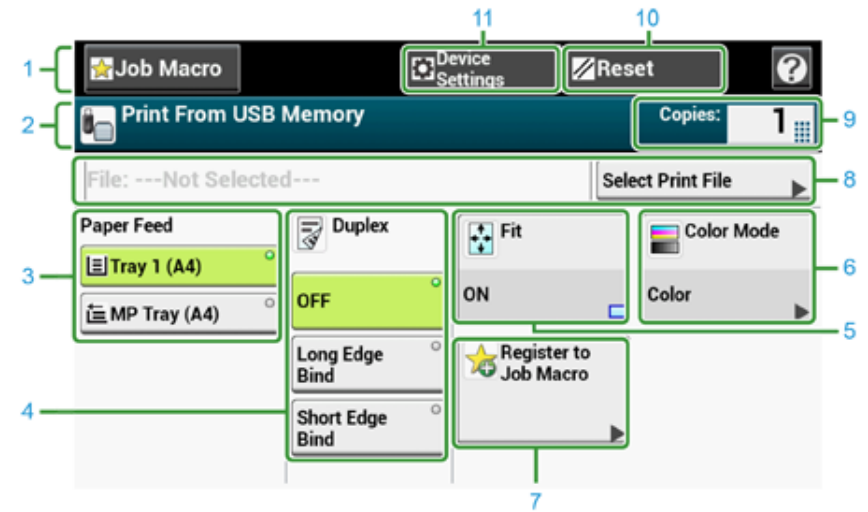 11
10
1
Job Macro
Device
Settings
Reset
?
2
Print From USB Memory
Copies:
1
9
File: ---Not Selected---
Select Print File
8
Paper Feed
Duplex
Fit
Color Mode
3
Tray 1 (A4)
6
OFF
ON
Color
MP Tray (A4)
5
Long Edge
Bind
Register to
Job Macro
4
Short Edge
Bind
7